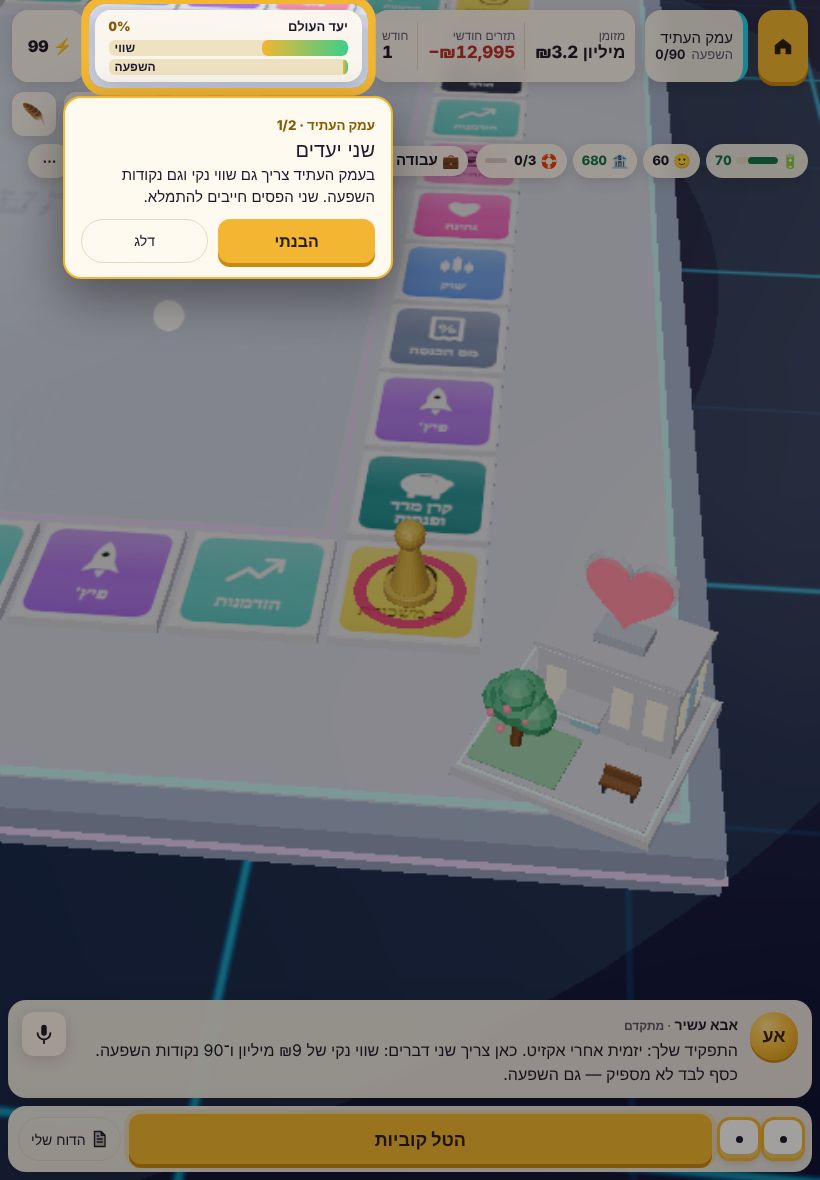 עמק העתיד
השפעה 0/90
מזומן
₪3.2 מיליון
תזרים חודשי
−₪12,995
חודש
1
יעד העולם
0%
שווי
השפעה
⚡ 99
70
60
680
0/3
עבודה
...
עמק העתיד · 1/2
שני יעדים
בעמק העתיד צריך גם שווי נקי וגם נקודות
השפעה. שני הפסים חייבים להתמלא.
הבנתי
דלג
הזדמנות
נתינה
שוק
%
מס הכנסה
פיץ'
קרן מרד
ופנסיה
הזדמנות
פיץ'
אע
אבא עשיר · מתקדם
התפקיד שלך: יזמית אחרי אקזיט. כאן צריך שני דברים: שווי נקי של ₪9 מיליון ו־90 נקודות השפעה.
כסף לבד לא מספיק — גם השפעה.
הטל קוביות
הדוח שלי